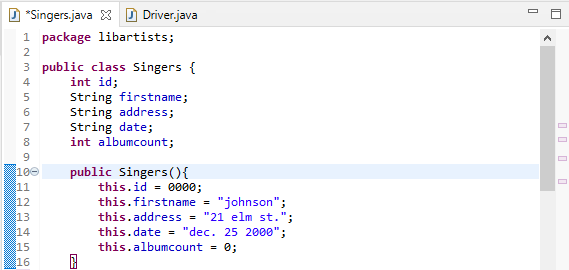 *Singers.java Driver.java
1 package libartists;
2
3 public class Singers {
4 int id;
5 String firstname;
6 String address;
7 String date;
8 int albumcount;
9
10 public Singers(){
11 this.id = 0000;
12 this.firstname = "johnson";
13 this.address = "21 elm st.";
14 this.date = "dec. 25 2000";
15 this.albumcount = 0;
16 }